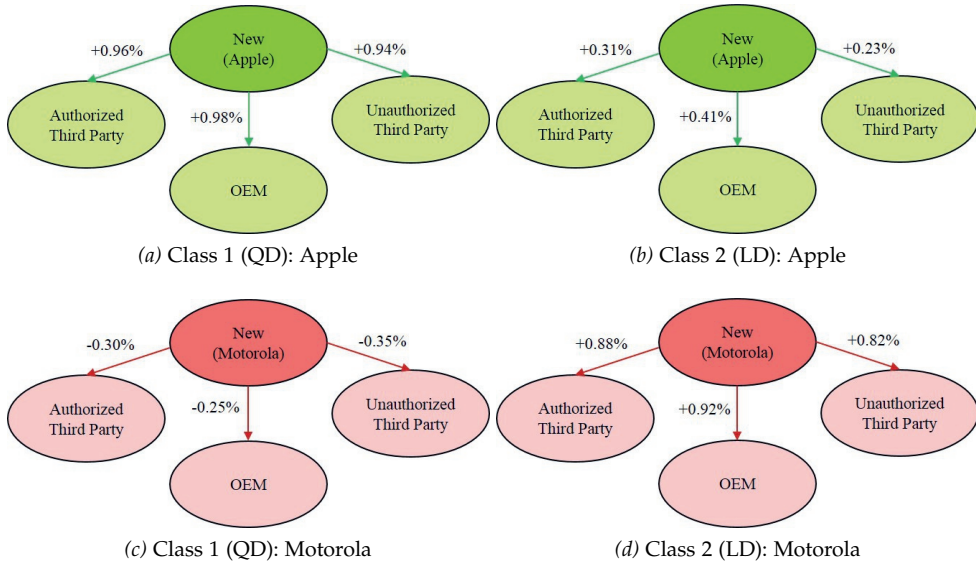 New
(Apple)
+0.96%
+0.94%
+0.98%
Authorized
Third Party
Unauthorized
Third Party
OEM
(a) Class 1 (QD): Apple
New
(Apple)
+0.31%
+0.23%
+0.41%
Authorized
Third Party
Unauthorized
Third Party
OEM
(b) Class 2 (LD): Apple
New
(Motorola)
-0.30%
-0.35%
-0.25%
Authorized
Third Party
Unauthorized
Third Party
OEM
(c) Class 1 (QD): Motorola
New
(Motorola)
+0.88%
+0.82%
+0.92%
Authorized
Third Party
Unauthorized
Third Party
OEM
(d) Class 2 (LD): Motorola